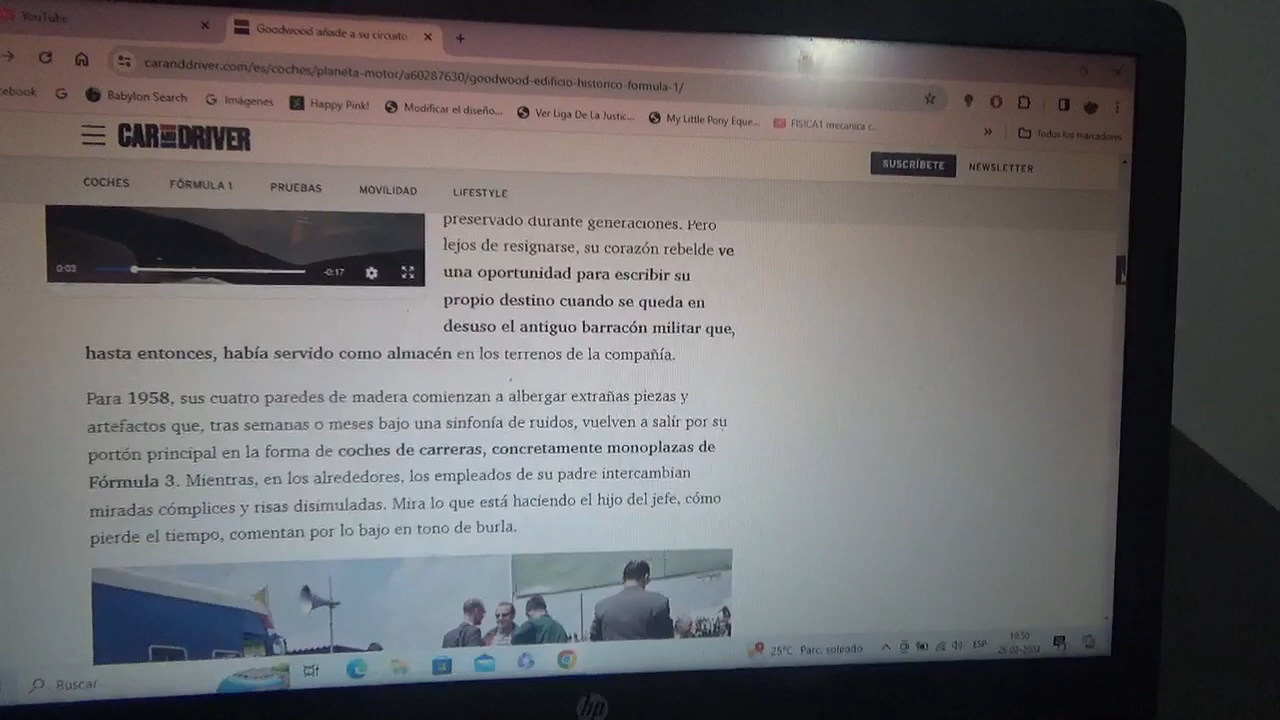 YouTube
Goodwood añade a su circuito
caranddriver.com/es/coches/planeta-motor/a60287630/goodwood-edificio-historico-formula-1/
cebook
Babylon Search
Imágenes
Happy Pink!
Modificar el diseño...
Ver Liga De La Justic...
My Little Pony Eque...
FISICA1 mecanica c...
»
Todos los marcadores
CAR AND DRIVER
SUSCRÍBETE
NEWSLETTER
COCHES
FÓRMULA 1
PRUEBAS
MOVILIDAD
LIFESTYLE
0:03
-0:17
preservado durante generaciones. Pero
lejos de resignarse, su corazón rebelde ve
una oportunidad para escribir su
propio destino cuando se queda en
desuso el antiguo barracón militar que,
hasta entonces, había servido como almacén en los terrenos de la compañía.
Para 1958, sus cuatro paredes de madera comienzan a albergar extrañas piezas y
artefactos que, tras semanas o meses bajo una sinfonía de ruidos, vuelven a salir por su
portón principal en la forma de coches de carreras, concretamente monoplazas de
Fórmula 3. Mientras, en los alrededores, los empleados de su padre intercambian
miradas cómplices y risas disimuladas. Mira lo que está haciendo el hijo del jefe, cómo
pierde el tiempo, comentan por lo bajo en tono de burla.
Buscar
25°C Parc. soleado
ESP
hp